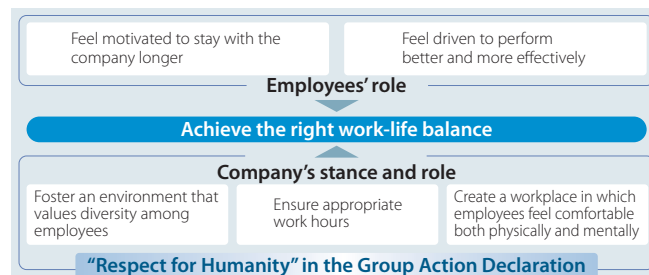 Feel motivated to stay with the
company longer
Feel driven to perform
better and more effectively
Employees’ role
Achieve the right work-life balance
Company’s stance and role
Foster an environment that
values diversity among
employees
Ensure appropriate
work hours
Create a workplace in which
employees feel comfortable
both physically and mentally
“Respect for Humanity” in the Group Action Declaration